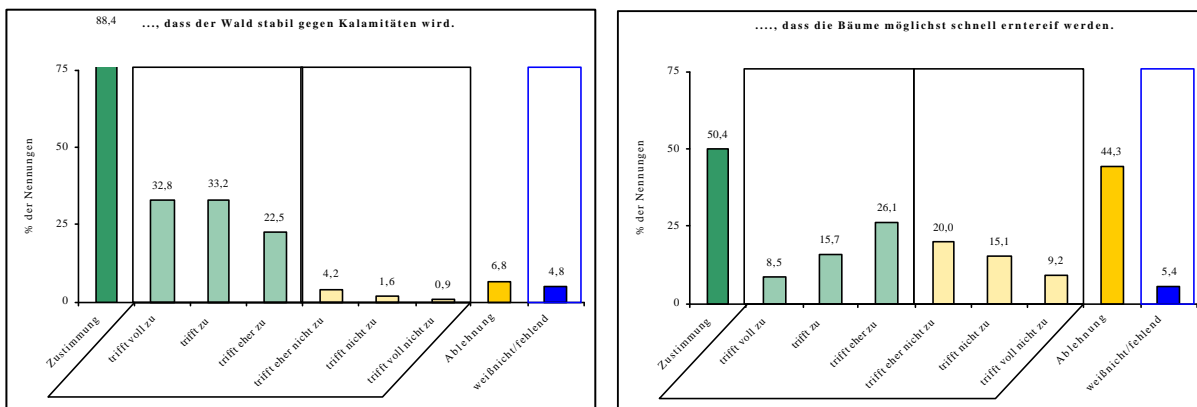 ..., dass der Wald stabil gegen Kalamitäten wird.
88,4
% der Nennungen
75
50
25
0
32,8
33,2
22,5
4,2
1,6
0,9
6,8
4,8
Zustimmung
trifft voll zu
trifft zu
trifft eher zu
trifft eher nicht zu
trifft nicht zu
trifft voll nicht zu
Ablehnung
weißnicht/fehlend
...., dass die Bäume möglichst schnell erntereif werden.
% der Nennungen
75
50
25
0
50,4
8,5
15,7
26,1
20,0
15,1
9,2
44,3
5,4
Zustimmung
trifft voll zu
trifft zu
trifft eher zu
trifft eher nicht zu
trifft nicht zu
trifft voll nicht zu
Ablehnung
weißnicht/fehlend